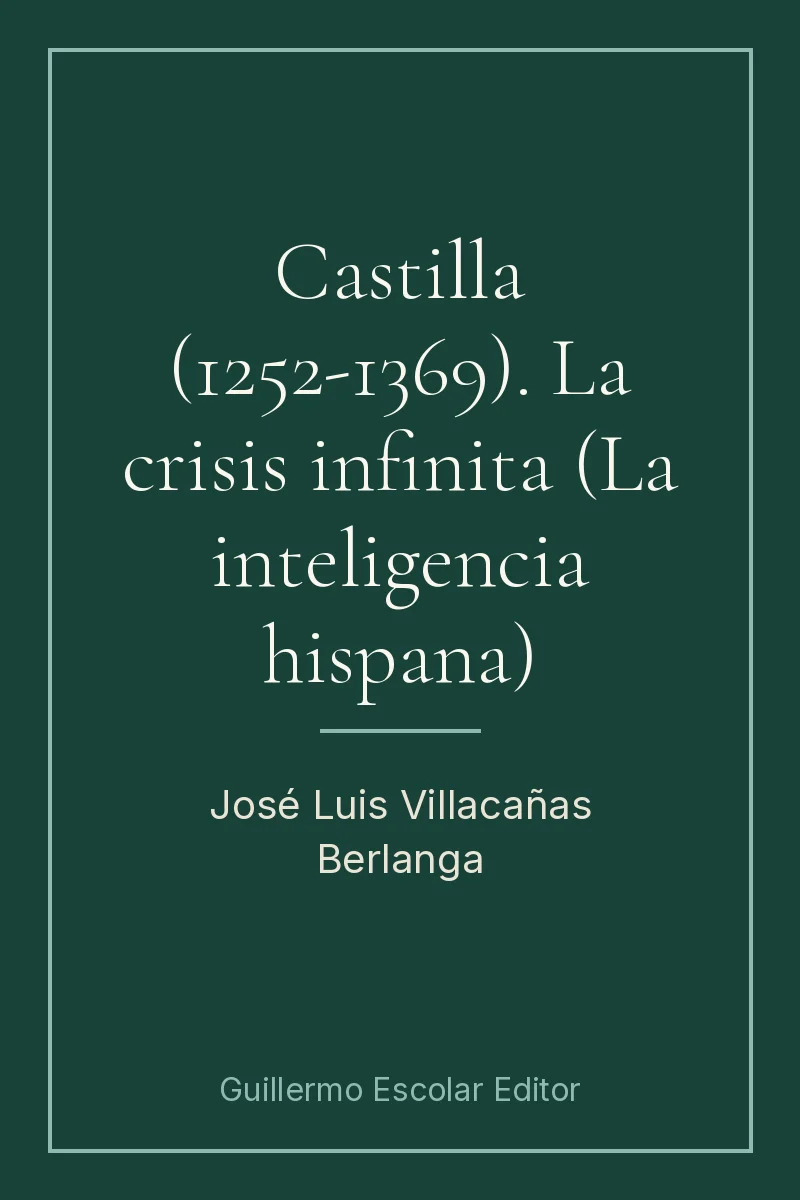 Castilla
(1252-1369). La
crisis infinita (La
inteligencia
hispana)
José Luis Villacañas
Berlanga
Guillermo Escolar Editor